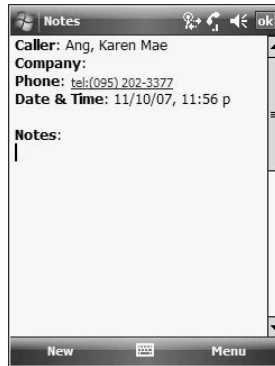 Notes
ok
Caller: Ang, Karen Mae
Company:
Phone: tel:(095) 202-3377
Date & Time: 11/10/07, 11:56 p
Notes:
New
Menu